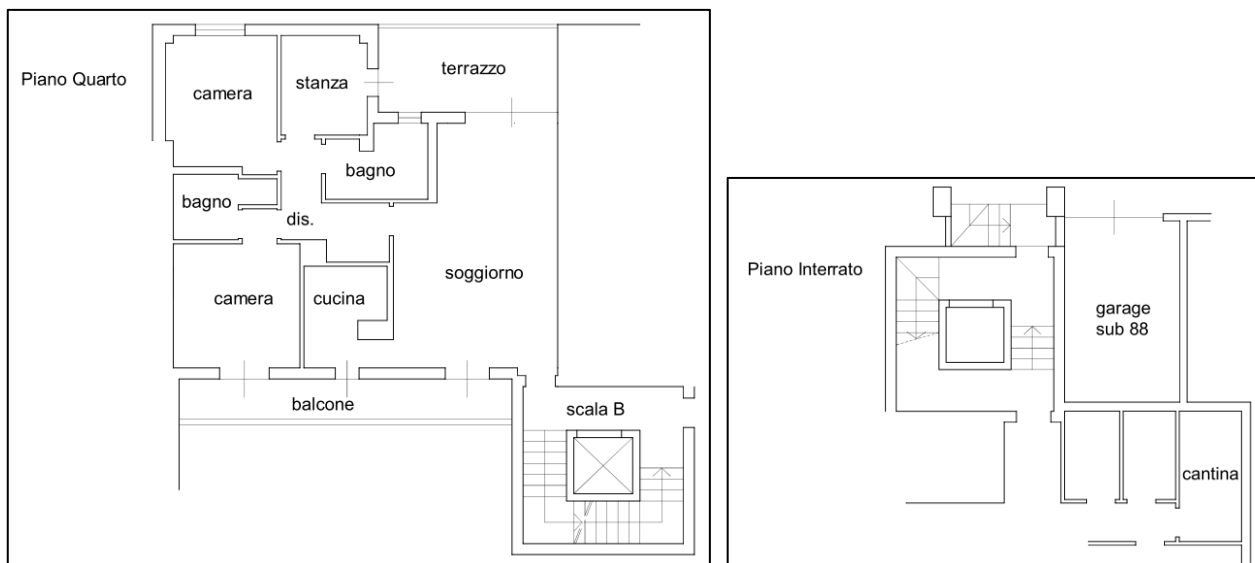 Piano Quarto
camera
stanza
terrazzo
bagno
bagno
dis.
camera
cucina
soggiorno
balcone
scala B
Piano Interrato
garage
sub 88
cantina